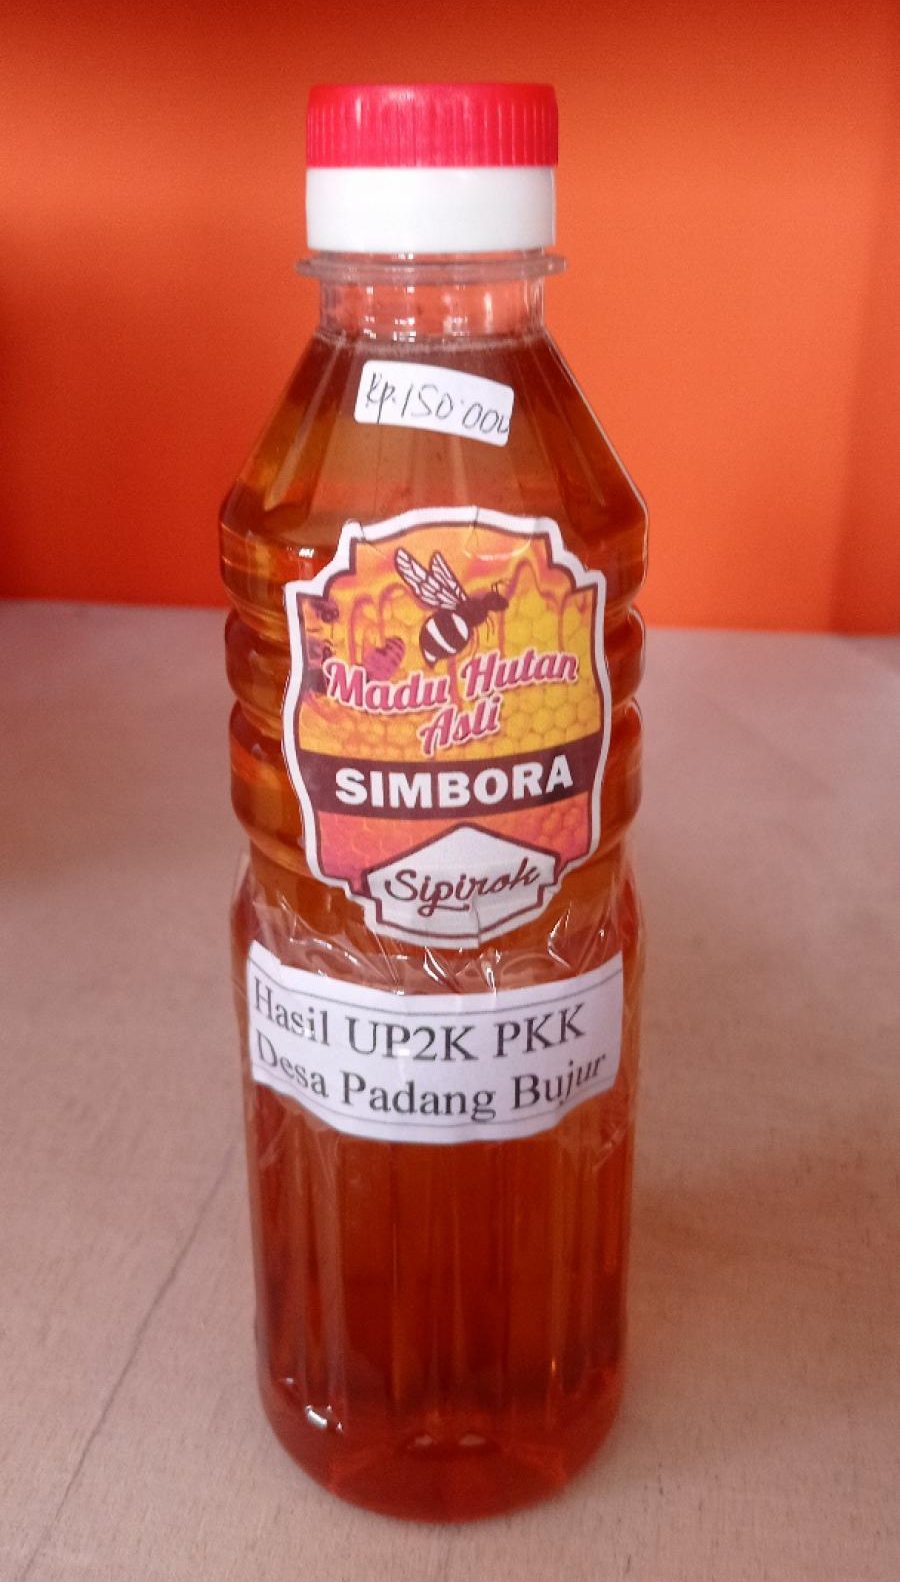 Rp.150.000
Madu Hutan
Asli
SIMBORA
Sipirok
Hasil UP2K PKK
Desa Padang Bujur